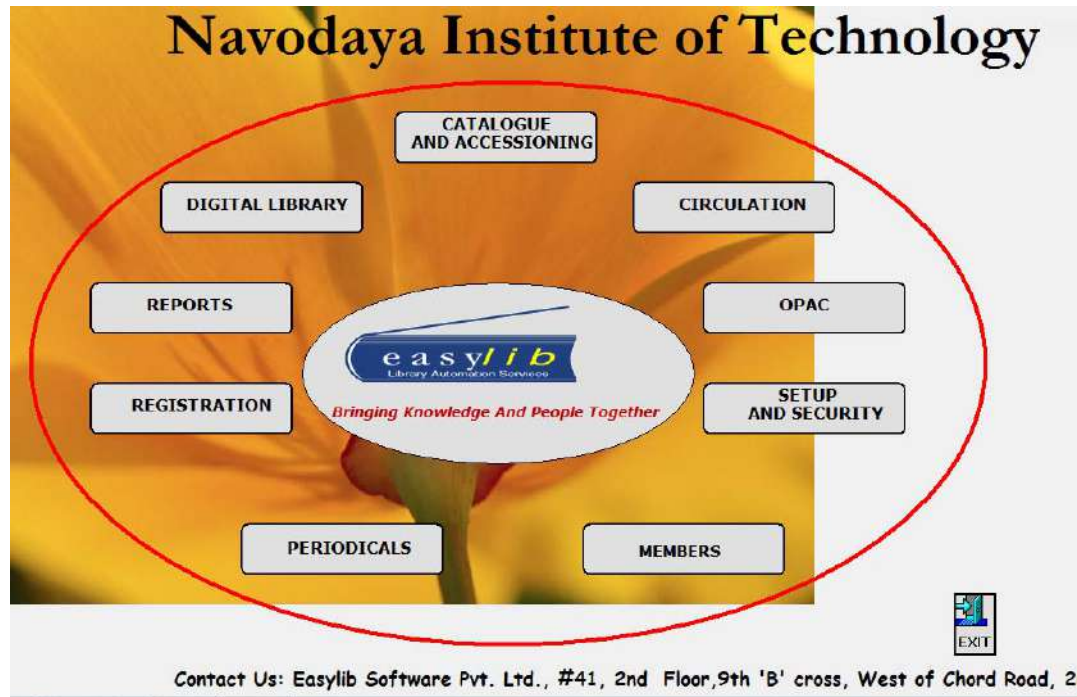 Navodaya Institute of Technology
CATALOGUE
AND ACCESSIONING
DIGITAL LIBRARY
CIRCULATION
REPORTS
OPAC
easylib
Library Automation Services
Bringing Knowledge And People Together
REGISTRATION
SETUP
AND SECURITY
PERIODICALS
MEMBERS
EXIT
Contact Us: Easylib Software Pvt. Ltd., #41, 2nd Floor,9th 'B' cross, West of Chord Road, 2